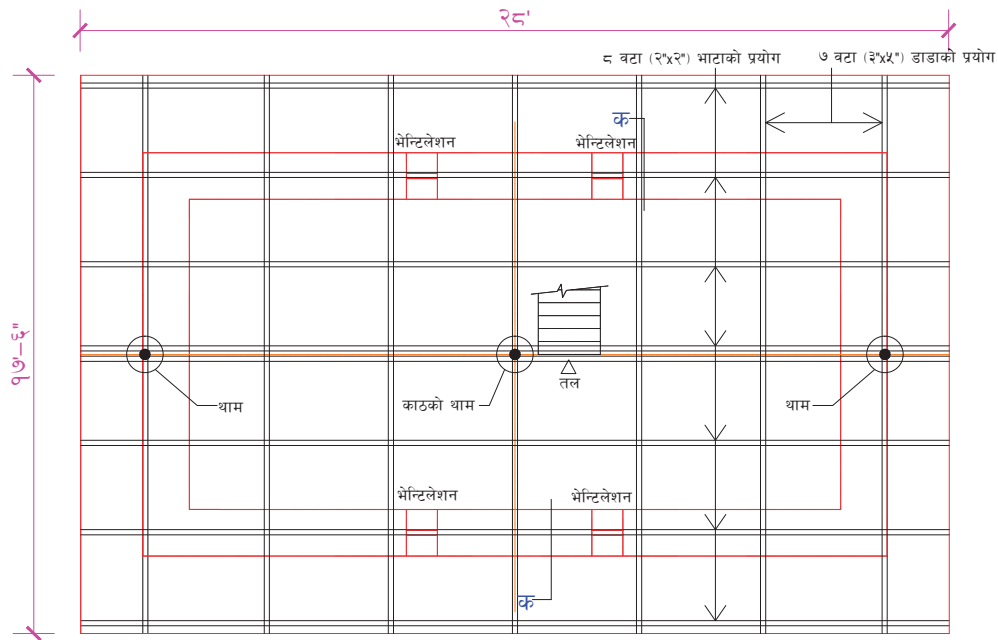 २८'
८ वटा (२"x२") भाटाको प्रयोग
७ वटा (३"x५") डाडाको प्रयोग
क
भेन्टिलेशन
भेन्टिलेशन
१७'-६"
तल
थाम
काठको थाम
थाम
भेन्टिलेशन
भेन्टिलेशन
क